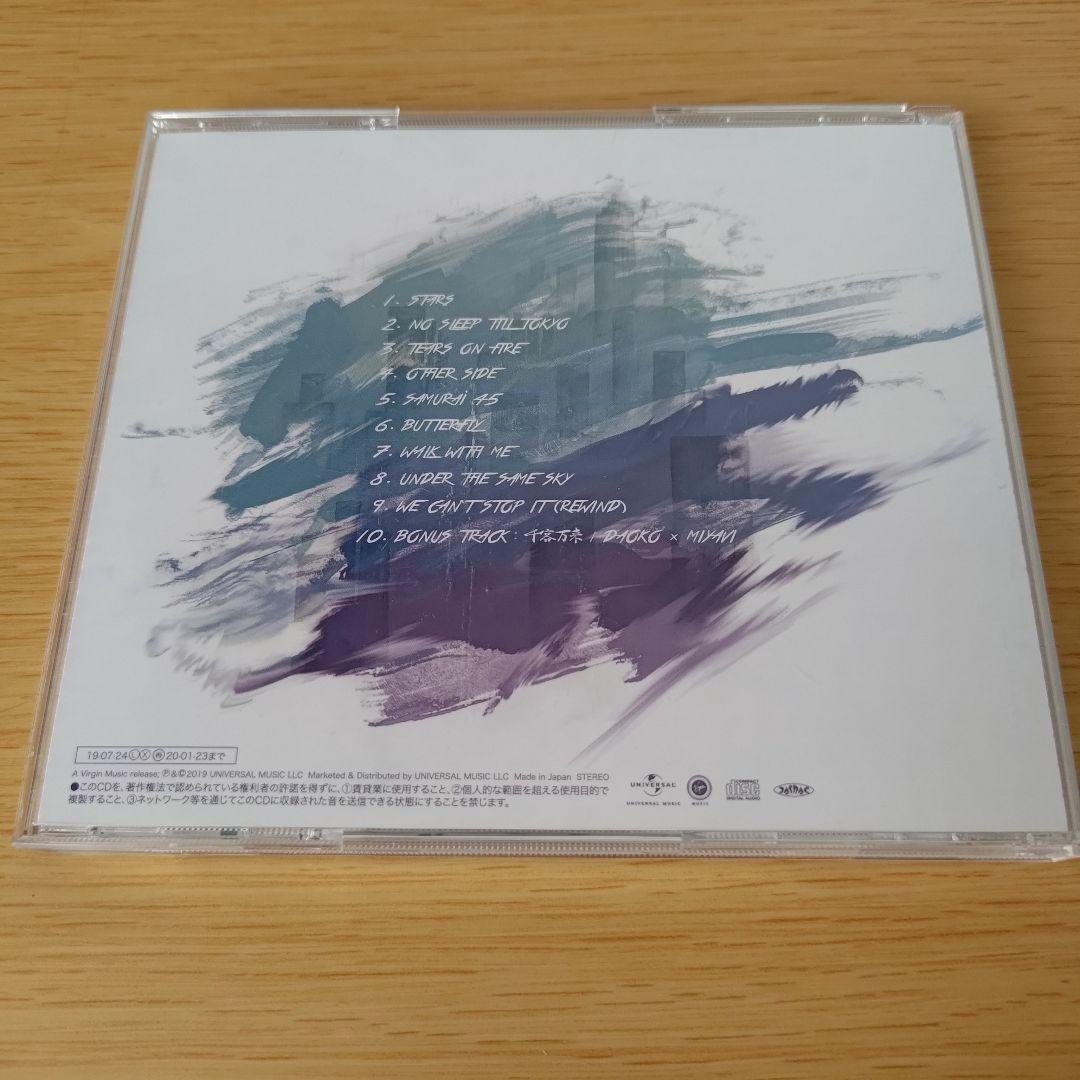 1. STARS
2. NO SLEEP TILL TOKYO
3. TEARS ON FIRE
4. OTHER SIDE
5. SAMURAI 45
6. BUTTERFLY
7. WALK WITH ME
8. UNDER THE SAME SKY
9. WE CAN'T STOP IT (REWIND)
10. BONUS TRACK: 千客万来 / DAOKO × MIYAVI
19・07・24ⓁⓍ㊝20・01・23まで
A Virgin Music release; ℗&©2019 UNIVERSAL MUSIC LLC Marketed & Distributed by UNIVERSAL MUSIC LLC Made in Japan STEREO
●このCDを、著作権法で認められている権利者の許諾を得ずに、①賃貸業に使用すること、②個人的な範囲を超える使用目的で
複製すること、③ネットワーク等を通じてこのCDに収録された音を送信できる状態にすることを禁じます。
UNIVERSAL
UNIVERSAL MUSIC
MUSIC
COMPACT
disc
DIGITAL AUDIO
JASRAC